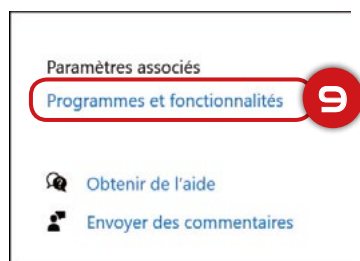 Paramètres associés
Programmes et fonctionnalités
9
Obtenir de l'aide
Envoyer des commentaires